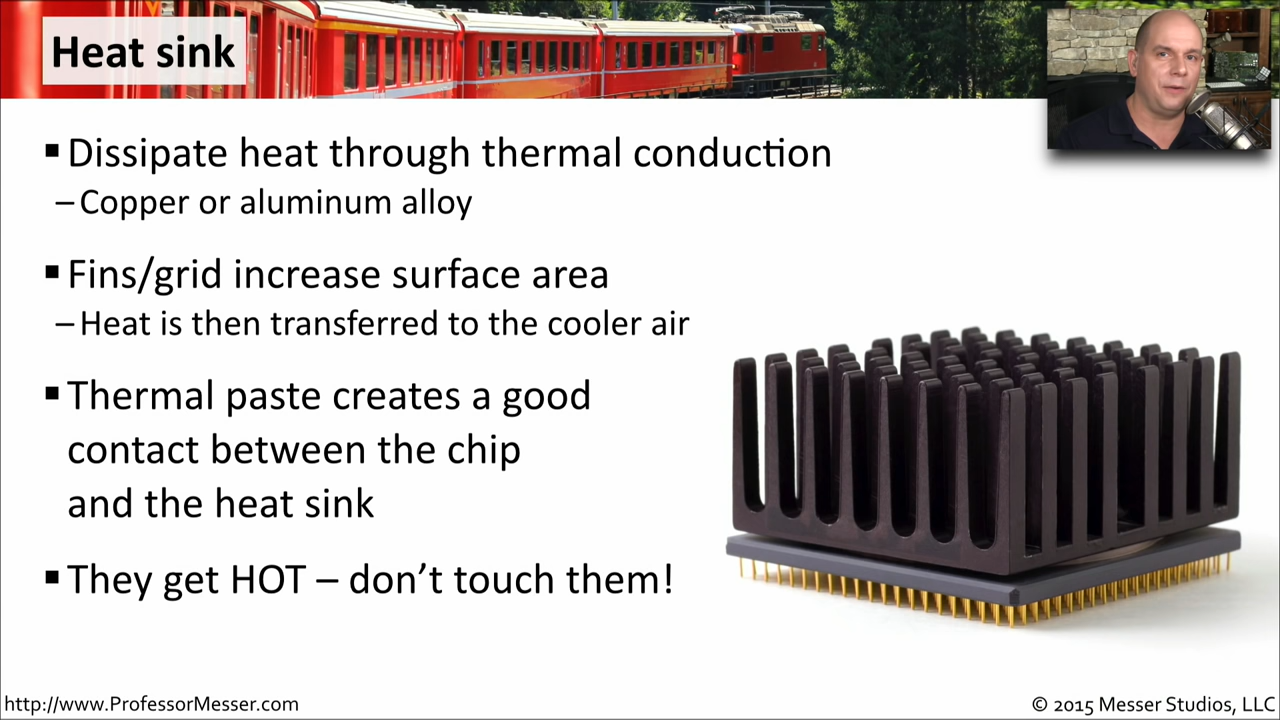 Heat sink
▪ Dissipate heat through thermal conduction
– Copper or aluminum alloy
▪ Fins/grid increase surface area
– Heat is then transferred to the cooler air
▪ Thermal paste creates a good
contact between the chip
and the heat sink
▪ They get HOT – don’t touch them!
http://www.ProfessorMesser.com
© 2015 Messer Studios, LLC